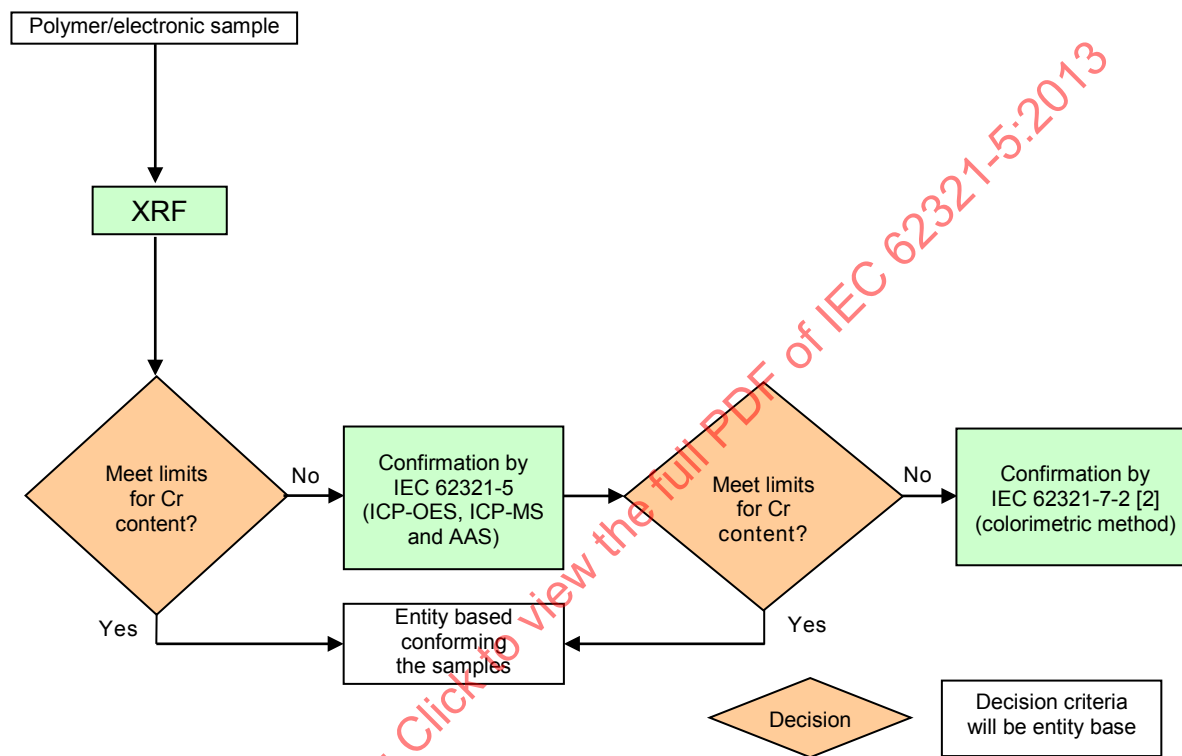 Polymer/electronic sample
XRF
Meet limits
for Cr
content?
No
Confirmation by
IEC 62321-5
(ICP-OES, ICP-MS
and AAS)
Meet limits
for Cr
content?
No
Confirmation by
IEC 62321-7-2 [2]
(colorimetric method)
Yes
Entity based
conforming
the samples
Yes
Decision
Decision criteria
will be entity base
Click to view the full PDF of IEC 62321-5:2013